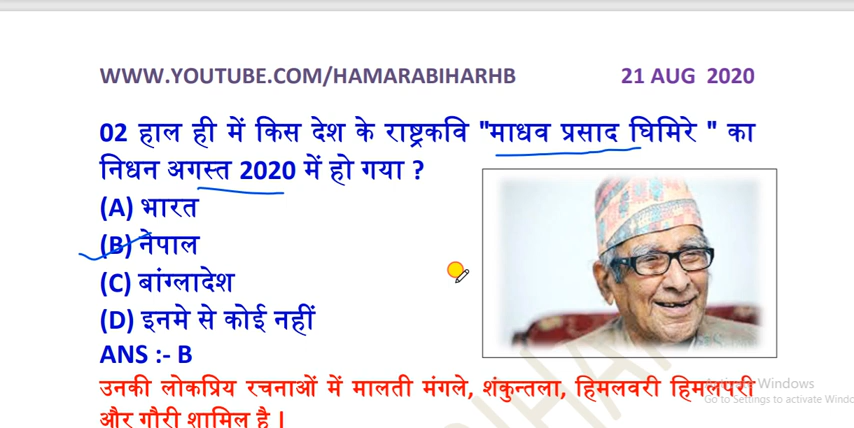 WWW.YOUTUBE.COM/HAMARABIHARHB 21 AUG 2020
02 हाल ही में किस देश के राष्ट्रकवि "माधव प्रसाद घिमिरे " का
निधन अगस्त 2020 में हो गया ?
(A) भारत
(B) नेपाल
(C) बांग्लादेश
(D) इनमे से कोई नहीं
ANS :- B
उनकी लोकप्रिय रचनाओं में मालती मंगले, शंकुन्तला, हिमलवरी हिमलपरी
और गौरी शामिल है l
Activate Windows
Go to Settings to activate Windo